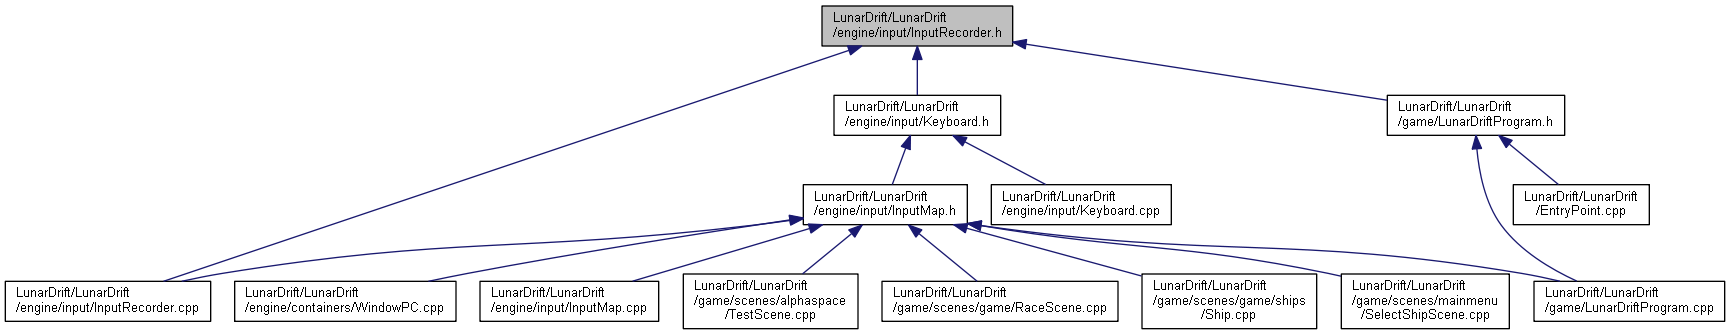 LunarDrift/LunarDrift
/engine/input/InputRecorder.h
LunarDrift/LunarDrift
/engine/input/Keyboard.h
LunarDrift/LunarDrift
/game/LunarDriftProgram.h
LunarDrift/LunarDrift
/engine/input/InputMap.h
LunarDrift/LunarDrift
/engine/input/Keyboard.cpp
LunarDrift/LunarDrift
/EntryPoint.cpp
LunarDrift/LunarDrift
/engine/input/InputRecorder.cpp
LunarDrift/LunarDrift
/engine/containers/WindowPC.cpp
LunarDrift/LunarDrift
/engine/input/InputMap.cpp
LunarDrift/LunarDrift
/game/scenes/alphaspace
/TestScene.cpp
LunarDrift/LunarDrift
/game/scenes/game/RaceScene.cpp
LunarDrift/LunarDrift
/game/scenes/game/ships
/Ship.cpp
LunarDrift/LunarDrift
/game/scenes/mainmenu
/SelectShipScene.cpp
LunarDrift/LunarDrift
/game/LunarDriftProgram.cpp